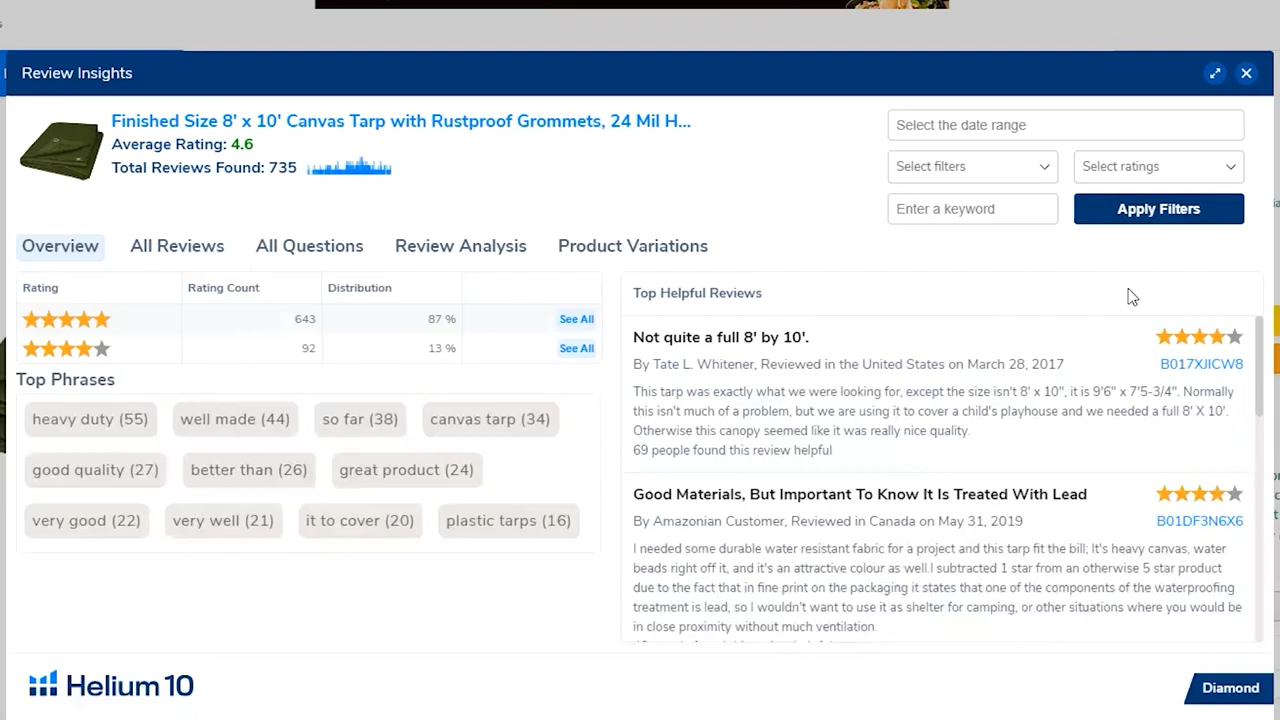 Review Insights
Finished Size 8' x 10' Canvas Tarp with Rustproof Grommets, 24 Mil H...
Average Rating: 4.6
Total Reviews Found: 735
Select the date range
Select filters
Select ratings
Enter a keyword
Apply Filters
Overview
All Reviews
All Questions
Review Analysis
Product Variations
Rating
Rating Count
Distribution
643
87 %
See All
92
13 %
See All
Top Phrases
heavy duty (55)
well made (44)
so far (38)
canvas tarp (34)
good quality (27)
better than (26)
great product (24)
very good (22)
very well (21)
it to cover (20)
plastic tarps (16)
Top Helpful Reviews
Not quite a full 8' by 10'.
By Tate L. Whitener, Reviewed in the United States on March 28, 2017
B017XJICW8
This tarp was exactly what we were looking for, except the size isn't 8' x 10", it is 9'6" x 7'5-3/4". Normally
this isn't much of a problem, but we are using it to cover a child's playhouse and we needed a full 8' X 10'.
Otherwise this canopy seemed like it was really nice quality.
69 people found this review helpful
Good Materials, But Important To Know It Is Treated With Lead
By Amazonian Customer, Reviewed in Canada on May 31, 2019
B01DF3N6X6
I needed some durable water resistant fabric for a project and this tarp fit the bill; It's heavy canvas, water
beads right off it, and it's an attractive colour as well.I subtracted 1 star from an otherwise 5 star product
due to the fact that in fine print on the packaging it states that one of the components of the waterproofing
treatment is lead, so I wouldn't want to use it as shelter for camping, or other situations where you would be
in close proximity without much ventilation.
Helium 10
Diamond